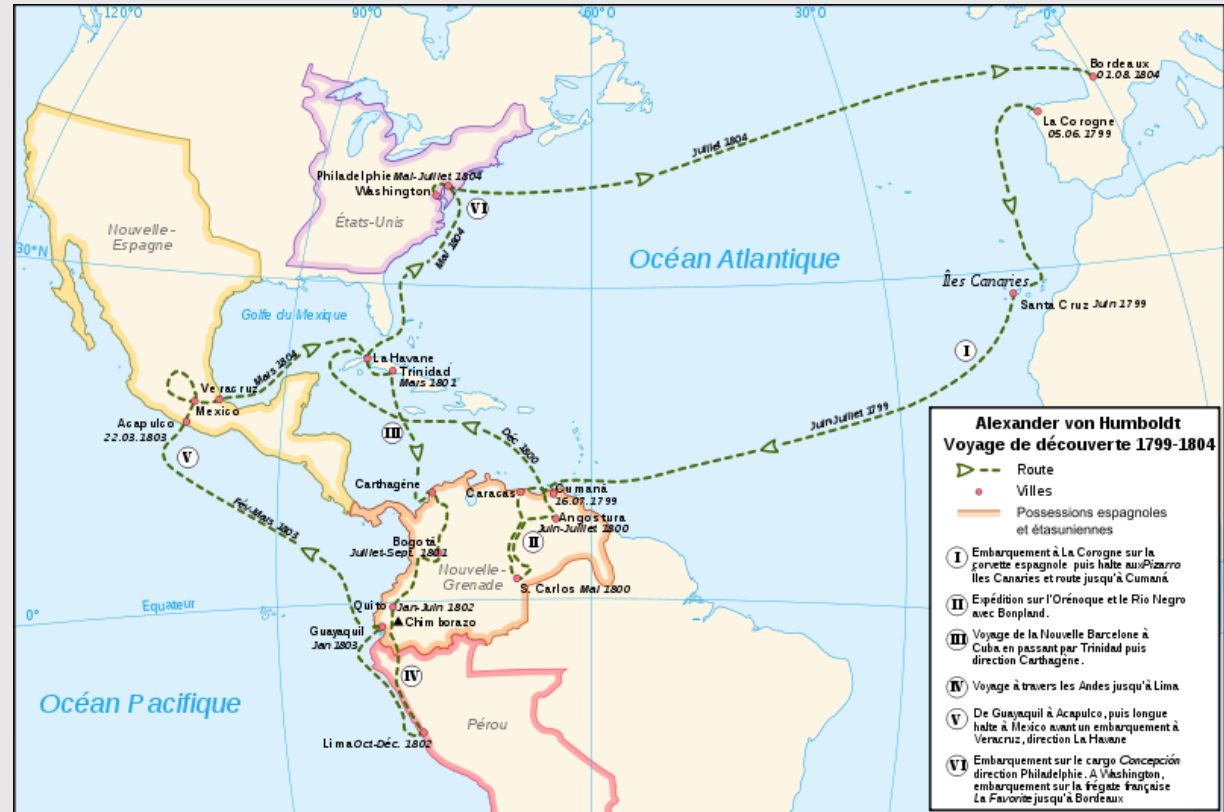 120°O
90°O
60°O
30°O
0°
Bordeaux
01.08.1804
La Corogne
05.06.1799
Juillet 1804
Philadelphie Mai-Juillet 1804
Washington
VI
États-Unis
Nouvelle-
Espagne
30°N
Mai 1804
Océan Atlantique
Îles Canaries
Santa Cruz Juin 1799
Golfe du Mexique
I
La Havane
Trinidad
Mars 1801
Mars 1804
Veracruz
Mexico
Acapulco
22.03.1803
V
III
Déc. 1800
Juin-Juillet 1799
Carthagène
Caracas
Cumaná
16.07.1799
Angostura
Juin-Juillet 1800
II
Fév-Mars 1803
Bogotá
Juillet-Sept. 1801
Nouvelle-
Grenade
S. Carlos Mai 1800
0°
Equateur
Quito
Jan-Juin 1802
Chimborazo
Guayaquil
Jan 1803
IV
Océan Pacifique
Pérou
Lima Oct-Déc. 1802
Alexander von Humboldt
Voyage de découverte 1799-1804
Route
Villes
Possessions espagnoles
et étasuniennes
I Embarquement à La Corogne sur la
corvette espagnole puis halte aux Pizarro
Iles Canaries et route jusqu'à Cumaná
II Expédition sur l'Orénoque et le Rio Negro
avec Bonpland.
III Voyage de la Nouvelle Barcelone à
Cuba en passant par Trinidad puis
direction Carthagène.
IV Voyage à travers les Andes jusqu'à Lima
V De Guayaquil à Acapulco, puis longue
halte à Mexico avant un embarquement à
Veracruz, direction La Havane
VI Embarquement sur le cargo Concepción
direction Philadelphie. A Washington,
embarquement sur la frégate française
La Favorite jusqu'à Bordeaux